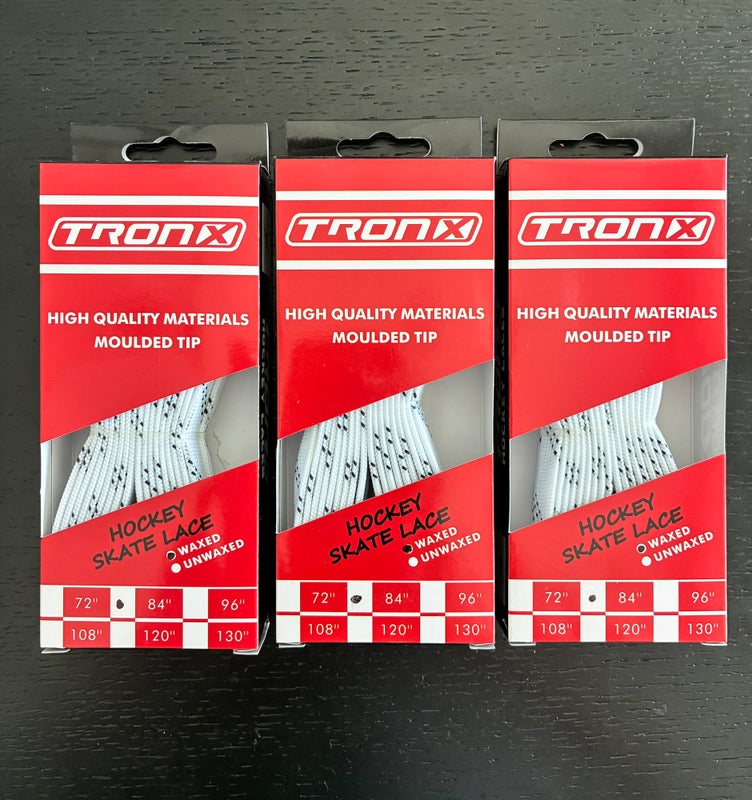 TRONX
HIGH QUALITY MATERIALS
MOULDED TIP
HOCKEY
SKATE LACE
WAXED
UNWAXED
72" 84" 96"
108" 120" 130"
TRONX
HIGH QUALITY MATERIALS
MOULDED TIP
HOCKEY
SKATE LACE
WAXED
UNWAXED
72" 84" 96"
108" 120" 130"
TRONX
HIGH QUALITY MATERIALS
MOULDED TIP
HOCKEY
SKATE LACE
WAXED
UNWAXED
72" 84" 96"
108" 120" 130"